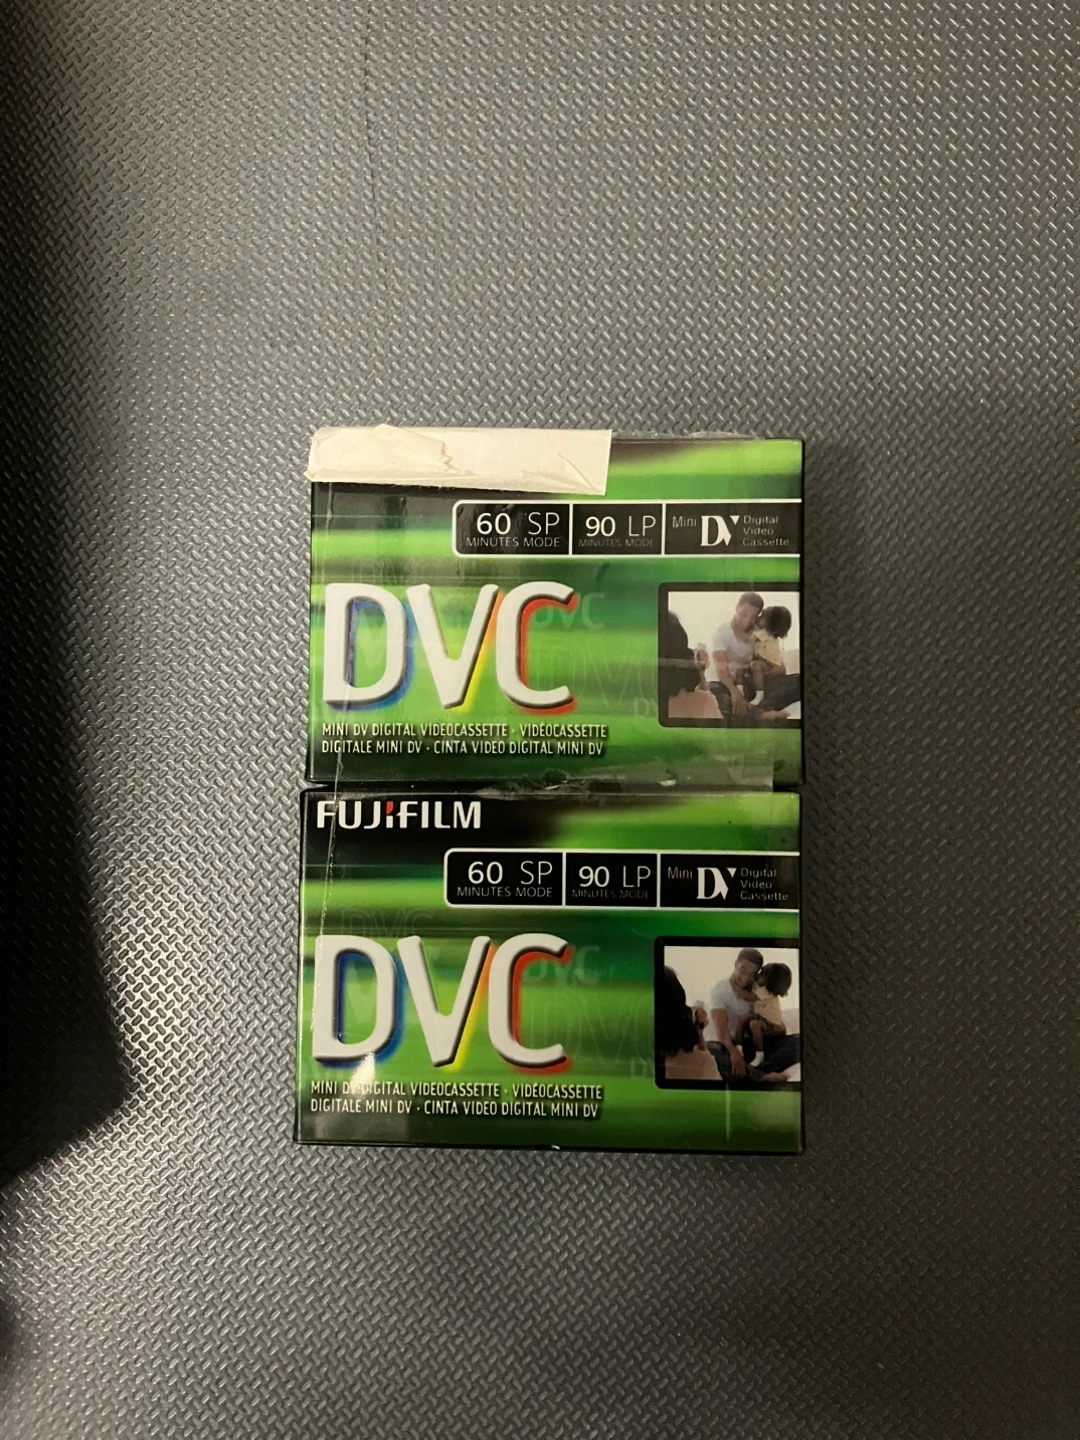 60 SP 90 LP Mini DV Digital Video Cassette
MINUTES MODE MINUTES MODE
DVC
MINI DV DIGITAL VIDEOCASSETTE · VIDÉOCASSETTE
DIGITALE MINI DV · CINTA VIDEO DIGITAL MINI DV
FUJIFILM
60 SP 90 LP Mini DV Digital Video Cassette
MINUTES MODE MINUTES MODE
DVC
MINI DV DIGITAL VIDEOCASSETTE · VIDÉOCASSETTE
DIGITALE MINI DV · CINTA VIDEO DIGITAL MINI DV